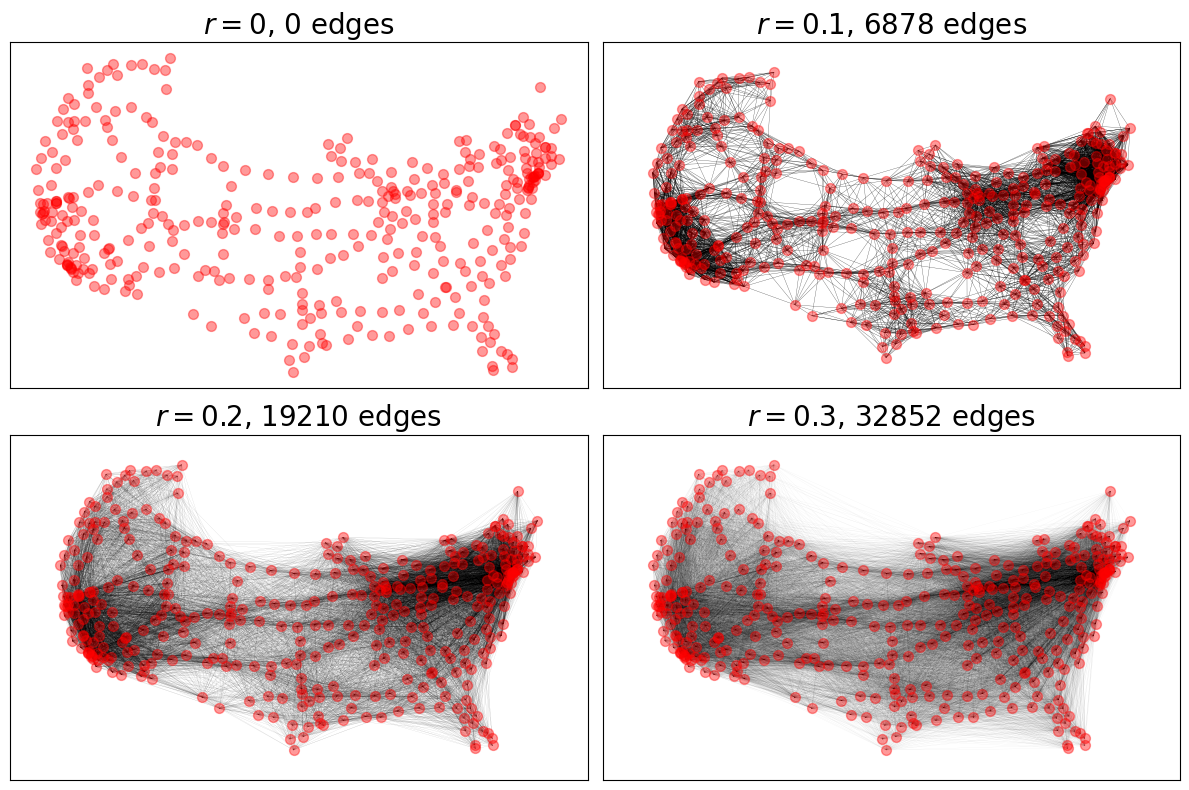 r = 0, 0 edges
r = 0.1, 6878 edges
r = 0.2, 19210 edges
r = 0.3, 32852 edges